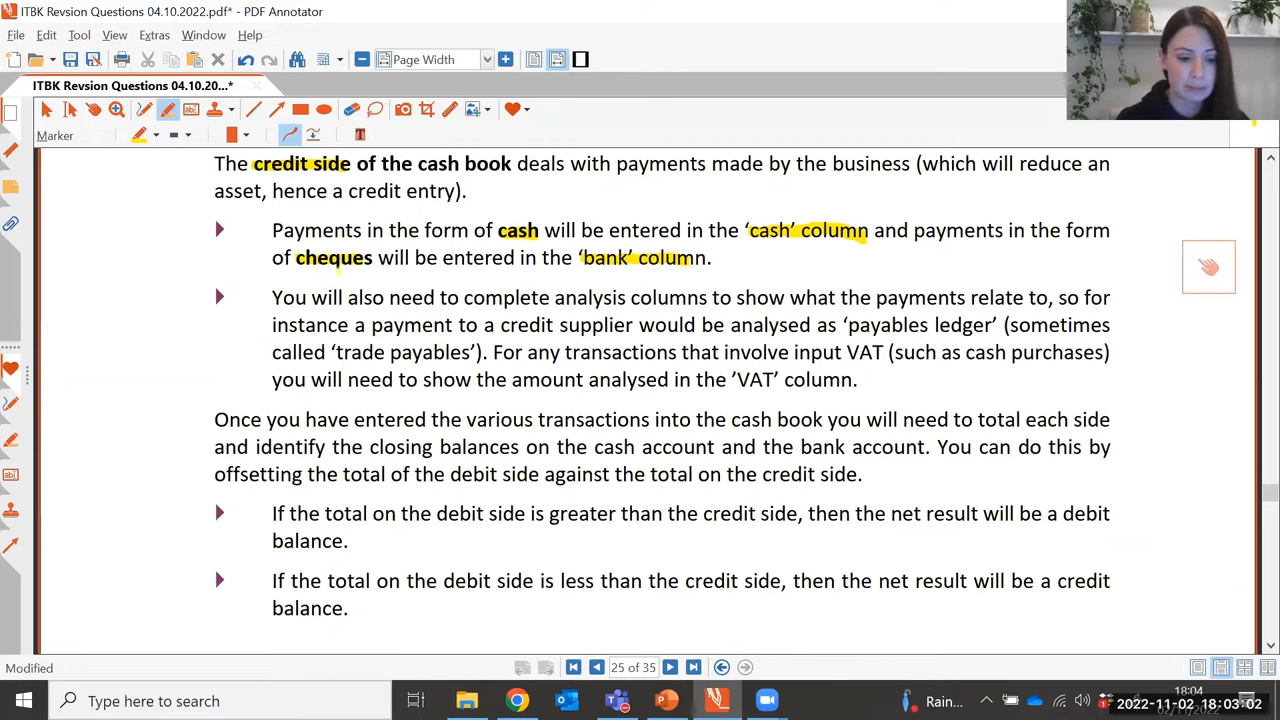 ITBK Revsion Questions 04.10.2022.pdf* - PDF Annotator
File Edit Tool View Extras Window Help
Page Width
ITBK Revsion Questions 04.10.20...*
Marker
The credit side of the cash book deals with payments made by the business (which will reduce an
asset, hence a credit entry).
Payments in the form of cash will be entered in the ‘cash’ column and payments in the form
of cheques will be entered in the ‘bank’ column.
You will also need to complete analysis columns to show what the payments relate to, so for
instance a payment to a credit supplier would be analysed as ‘payables ledger’ (sometimes
called ‘trade payables’). For any transactions that involve input VAT (such as cash purchases)
you will need to show the amount analysed in the ’VAT’ column.
Once you have entered the various transactions into the cash book you will need to total each side
and identify the closing balances on the cash account and the bank account. You can do this by
offsetting the total of the debit side against the total on the credit side.
If the total on the debit side is greater than the credit side, then the net result will be a debit
balance.
If the total on the debit side is less than the credit side, then the net result will be a credit
balance.
Modified
25 of 35
Type here to search
Rain...
18:04
2022-11-02 18:03:02